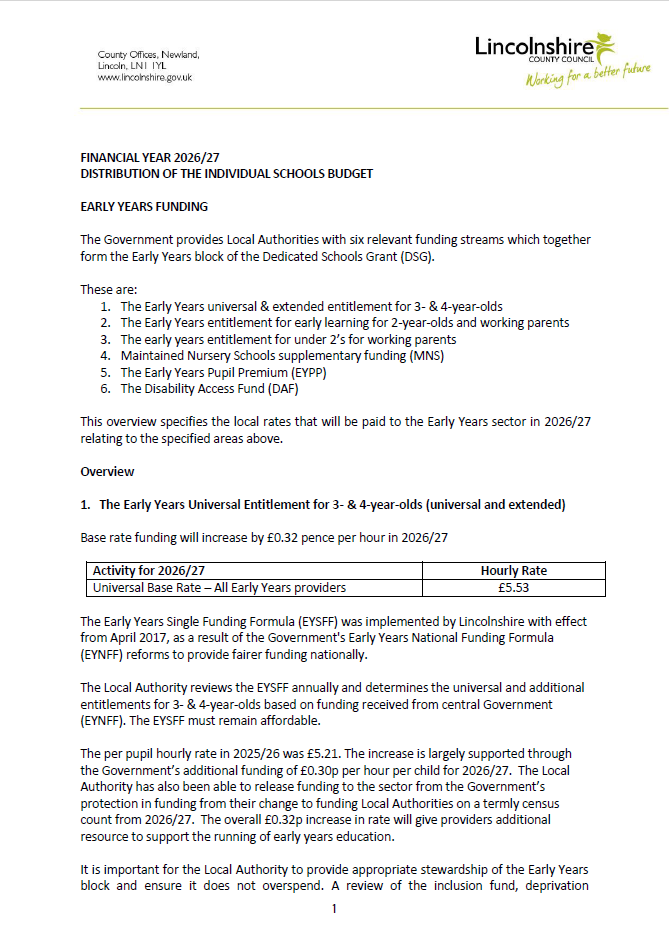 County Offices, Newland,
Lincoln, LN1 1YL
www.lincolnshire.gov.uk
Lincolnshire
COUNTY COUNCIL
Working for a better future
FINANCIAL YEAR 2026/27
DISTRIBUTION OF THE INDIVIDUAL SCHOOLS BUDGET
EARLY YEARS FUNDING
The Government provides Local Authorities with six relevant funding streams which together
form the Early Years block of the Dedicated Schools Grant (DSG).
These are:
1. The Early Years universal & extended entitlement for 3- & 4-year-olds
2. The Early Years entitlement for early learning for 2-year-olds and working parents
3. The early years entitlement for under 2's for working parents
4. Maintained Nursery Schools supplementary funding (MNS)
5. The Early Years Pupil Premium (EYPP)
6. The Disability Access Fund (DAF)
This overview specifies the local rates that will be paid to the Early Years sector in 2026/27
relating to the specified areas above.
Overview
1. The Early Years Universal Entitlement for 3- & 4-year-olds (universal and extended)
Base rate funding will increase by £0.32 pence per hour in 2026/27
Activity for 2026/27 Hourly Rate
Universal Base Rate – All Early Years providers £5.53
The Early Years Single Funding Formula (EYSFF) was implemented by Lincolnshire with effect
from April 2017, as a result of the Government's Early Years National Funding Formula
(EYNFF) reforms to provide fairer funding nationally.
The Local Authority reviews the EYSFF annually and determines the universal and additional
entitlements for 3- & 4-year-olds based on funding received from central Government
(EYNFF). The EYSFF must remain affordable.
The per pupil hourly rate in 2025/26 was £5.21. The increase is largely supported through
the Government's additional funding of £0.30p per hour per child for 2026/27. The Local
Authority has also been able to release funding to the sector from the Government's
protection in funding from their change to funding Local Authorities on a termly census
count from 2026/27. The overall £0.32p increase in rate will give providers additional
resource to support the running of early years education.
It is important for the Local Authority to provide appropriate stewardship of the Early Years
block and ensure it does not overspend. A review of the inclusion fund, deprivation
1